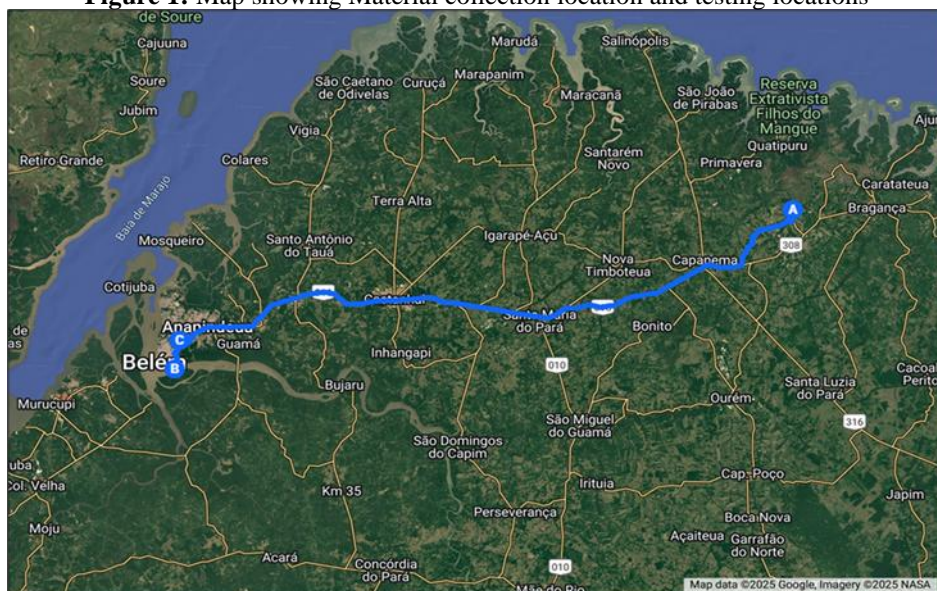 Figure 1: Map showing Material collection location and testing locations
de Soure
Cajuuna
Soure
Jubim
Retiro Grande
Baia de Marajo
Colares
Vigia
São Caetano
de Odivelas
Curuçá
Marapanim
Marudá
Maracanã
Salinópolis
São João
de Pirabas
Reserva
Extrativista
Filhos do
Mangue
Quatipuru
Primavera
Santarém
Novo
Terra Alta
Caratateua
Bragança
A
308
Mosqueiro
Santo Antônio
do Tauá
Igarapé-Açu
Nova
Timboteua
Capanema
Cotijuba
Castanhal
Ananindeua
C
Guamá
Santa Maria
do Pará
Bonito
Belém
B
Inhangapi
010
Murucupi
Bujaru
São Miguel
do Guamá
Ourém
Santa Luzia
do Pará
316
São Domingos
do Capim
Col. Velha
Km 35
Irituia
Cap. Poço
Japim
Moju
Perseverança
Boca Nova
Açaiteua
Garrafão
do Norte
Acará
Concórdia
do Pará
010
Map data ©2025 Google, Imagery ©2025 NASA